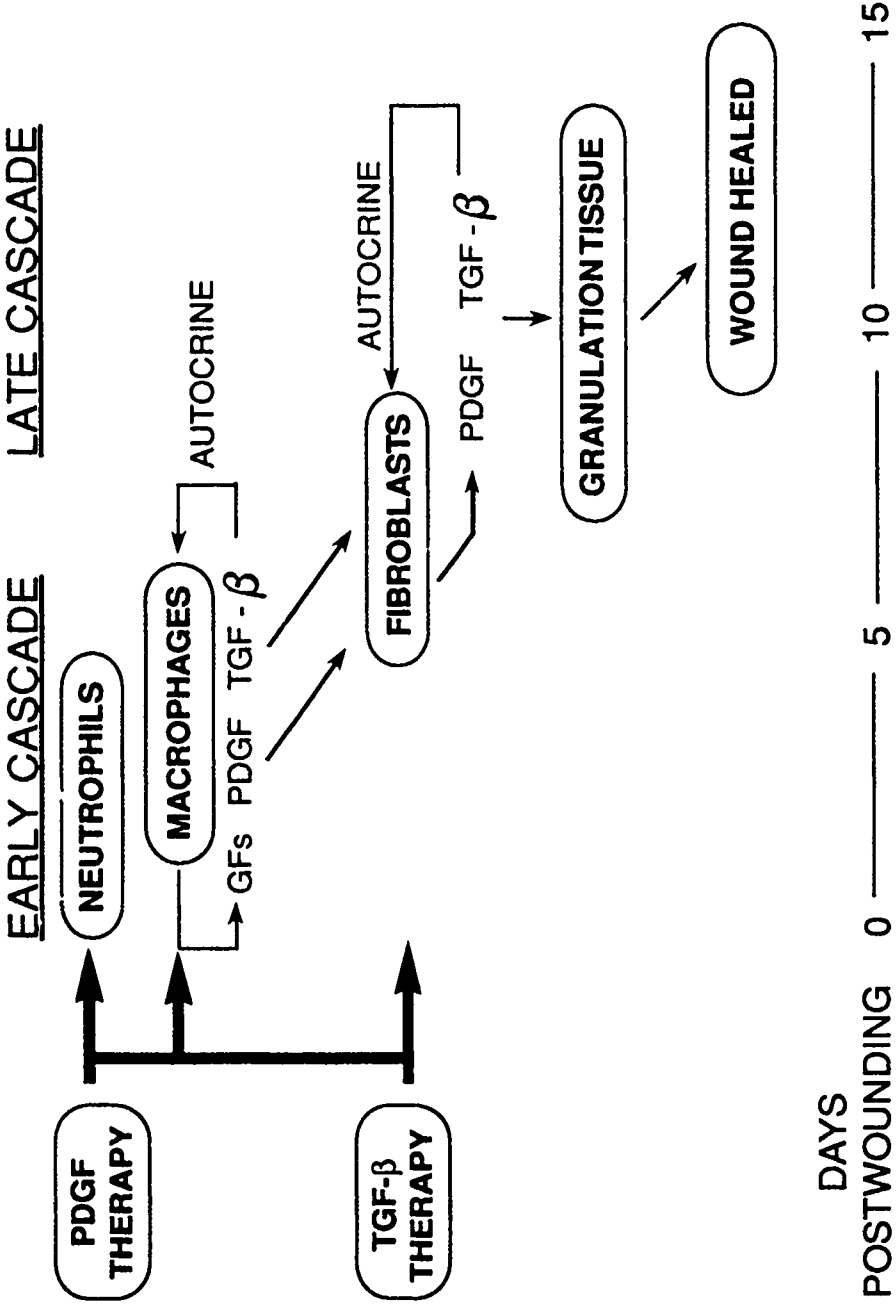 EARLY CASCADE
LATE CASCADE
PDGF
THERAPY
NEUTROPHILS
MACROPHAGES
AUTOCRINE
GFs PDGF TGF-β
TGF-β
THERAPY
FIBROBLASTS
AUTOCRINE
PDGF TGF-β
GRANULATION TISSUE
WOUND HEALED
DAYS
POSTWOUNDING
0 5 10 15